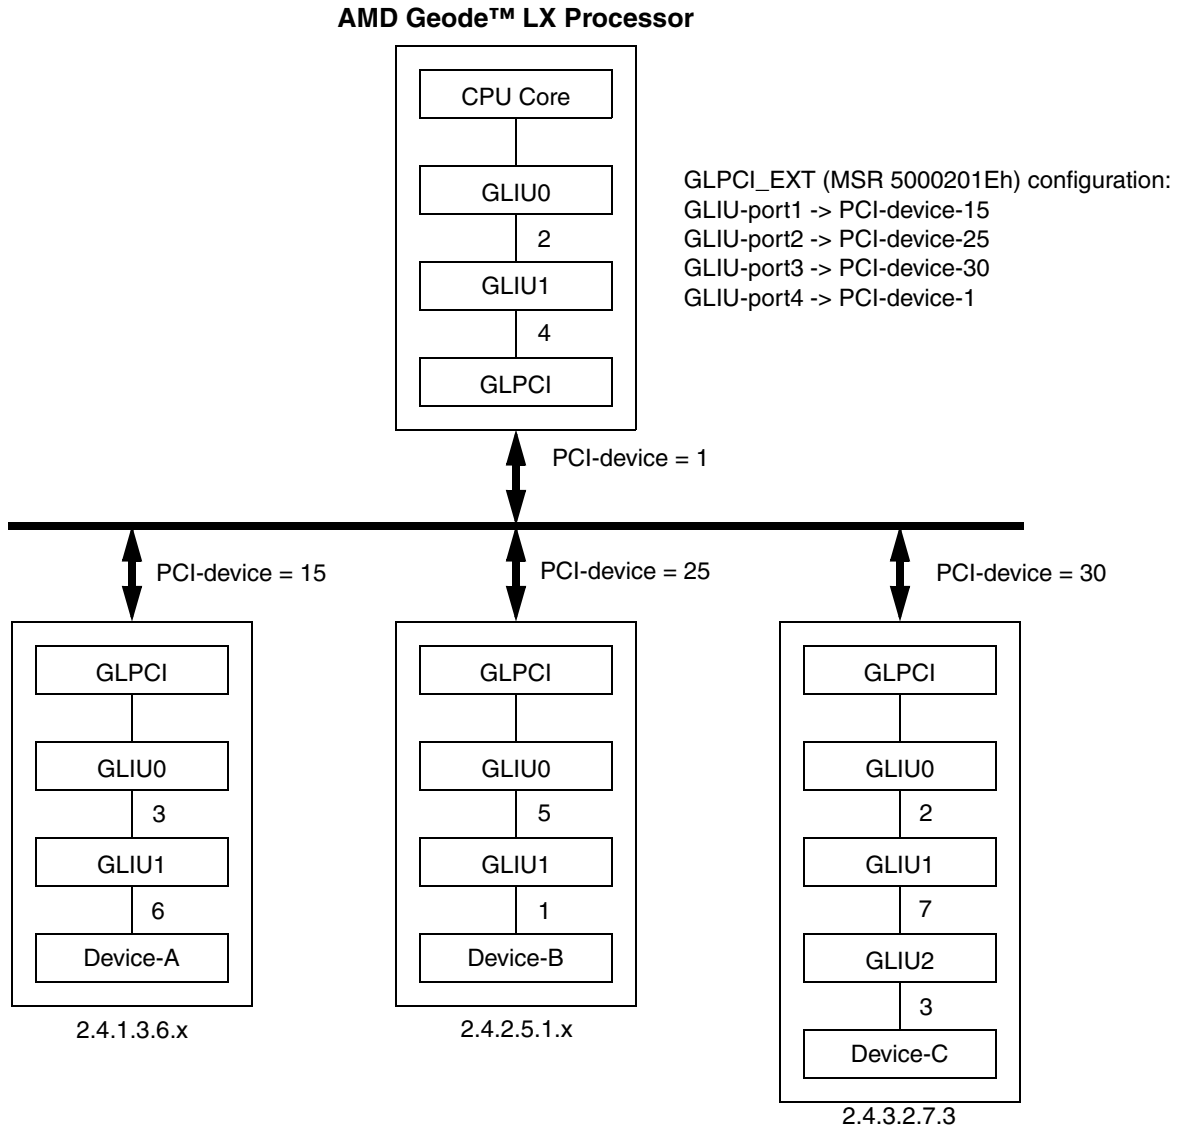 AMD Geode™ LX Processor
CPU Core
GLIU0
2
GLIU1
4
GLPCI
GLPCI_EXT (MSR 5000201Eh) configuration:
GLIU-port1 -> PCI-device-15
GLIU-port2 -> PCI-device-25
GLIU-port3 -> PCI-device-30
GLIU-port4 -> PCI-device-1
PCI-device = 1
PCI-device = 15
GLPCI
GLIU0
3
GLIU1
6
Device-A
2.4.1.3.6.x
PCI-device = 25
GLPCI
GLIU0
5
GLIU1
1
Device-B
2.4.2.5.1.x
PCI-device = 30
GLPCI
GLIU0
2
GLIU1
7
GLIU2
3
Device-C
2.4.3.2.7.3